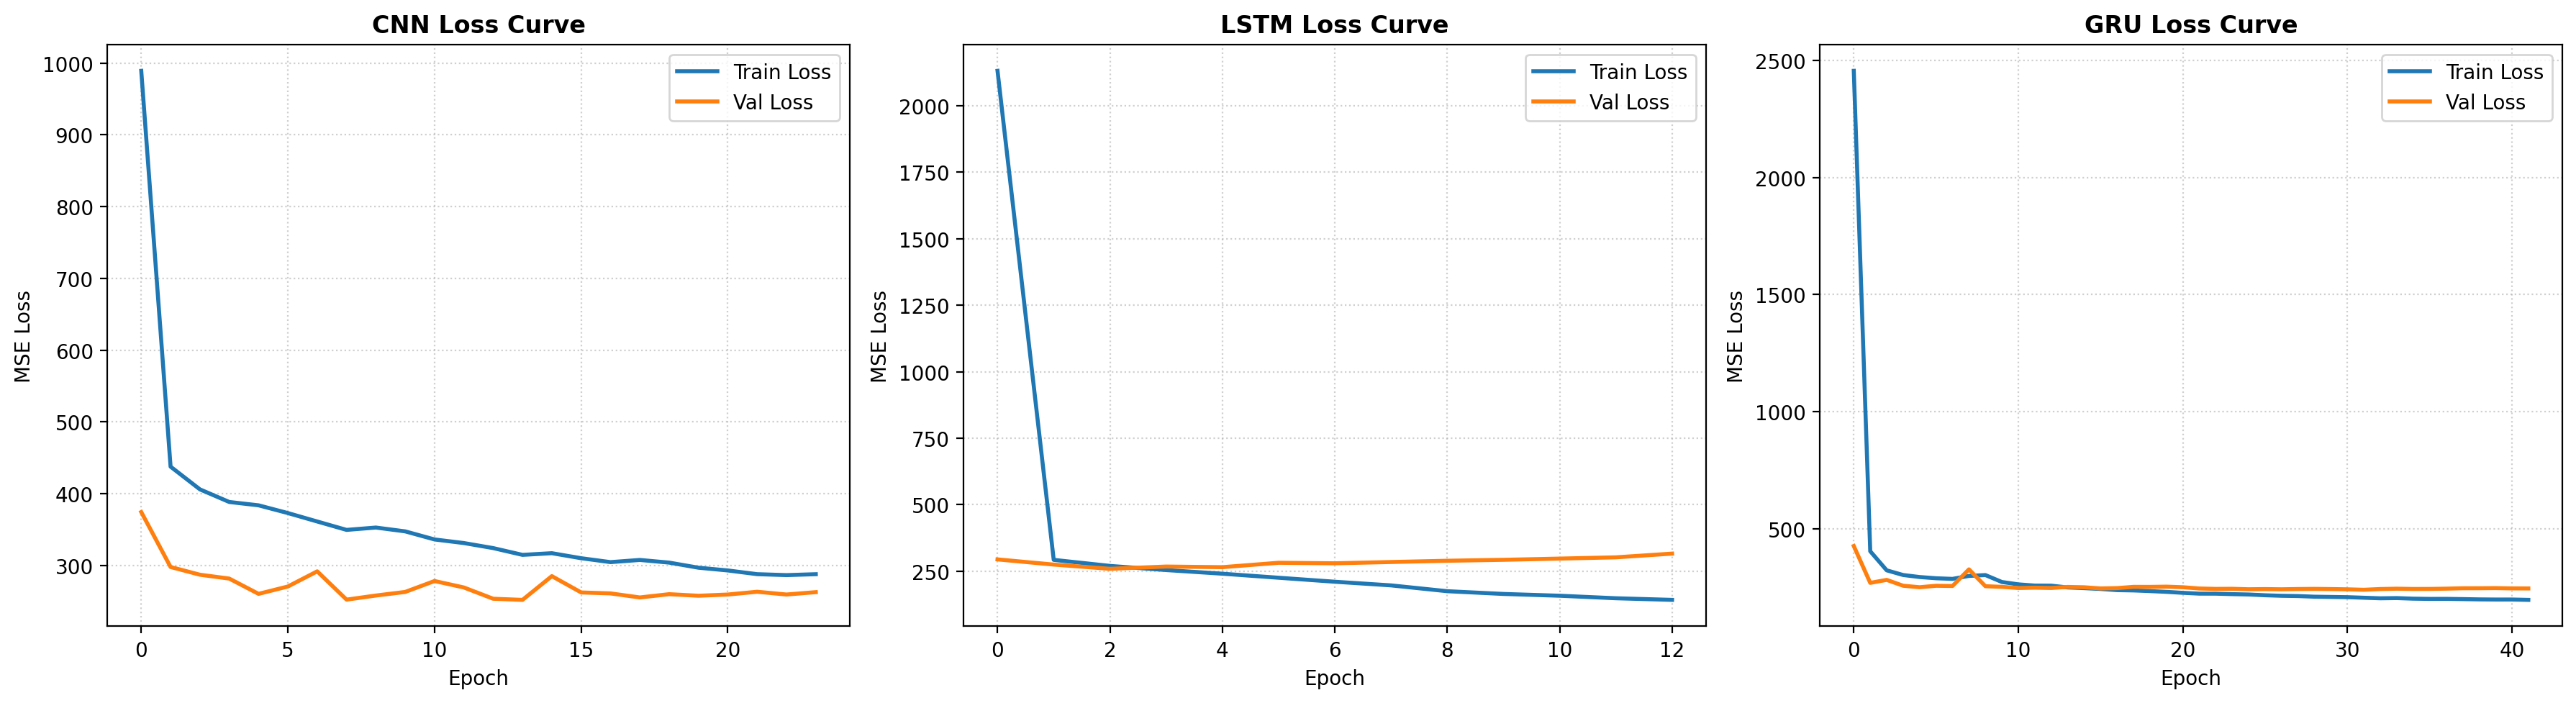 CNN Loss Curve
1000
900
800
700
600
500
400
300
MSE Loss
Train Loss
Val Loss
0 5 10 15 20
Epoch
LSTM Loss Curve
2000
1750
1500
1250
1000
750
500
250
MSE Loss
Train Loss
Val Loss
0 2 4 6 8 10 12
Epoch
GRU Loss Curve
2500
2000
1500
1000
500
MSE Loss
Train Loss
Val Loss
0 10 20 30 40
Epoch